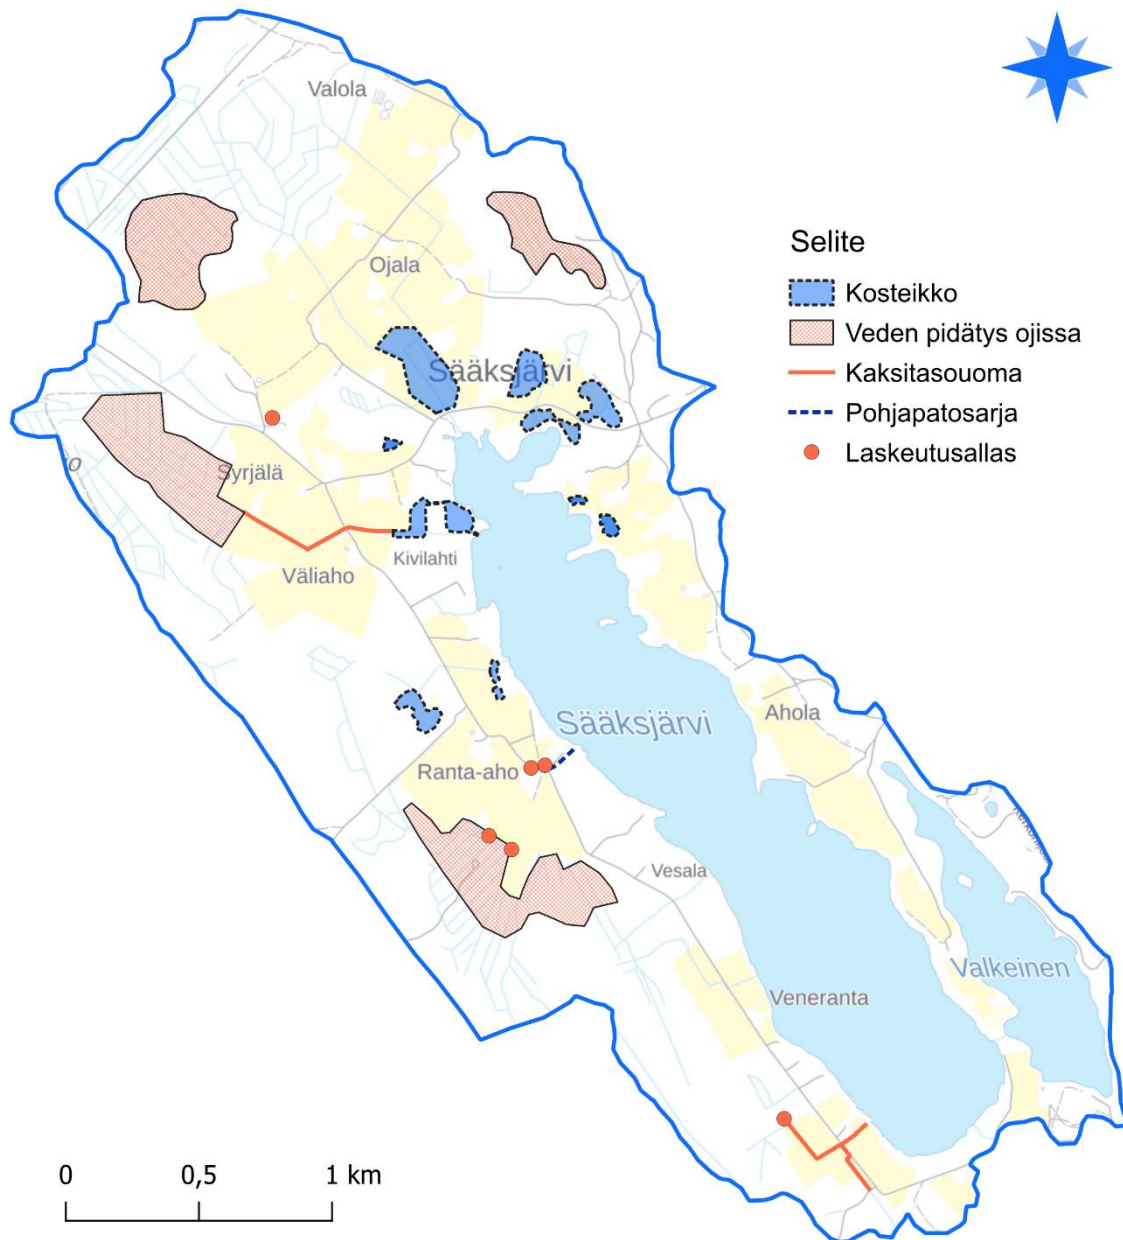 Valola
Ojala
Sääksjärvi
Syrjälä
Kivilahti
Väliaho
Sääksjärvi
Ahola
Ranta-aho
Vesala
Valkeinen
Veneranta
Selite
Kosteikko
Veden pidätys ojissa
Kaksitasouoma
Pohjapatosarja
Laskeutusallas
0 0,5 1 km